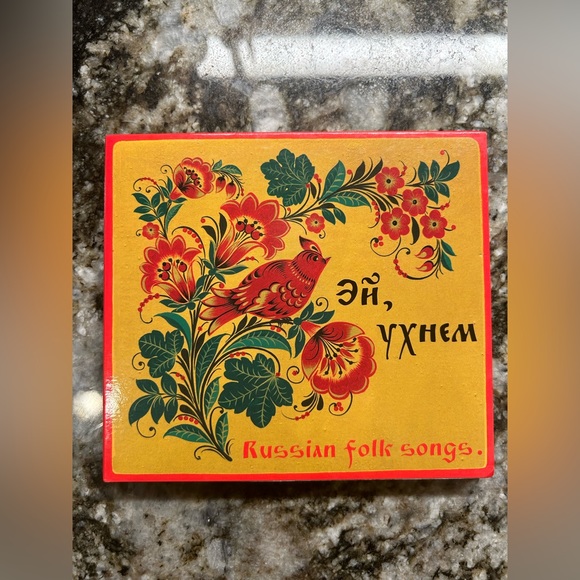 Эй,
ухнем
Russian folk songs.